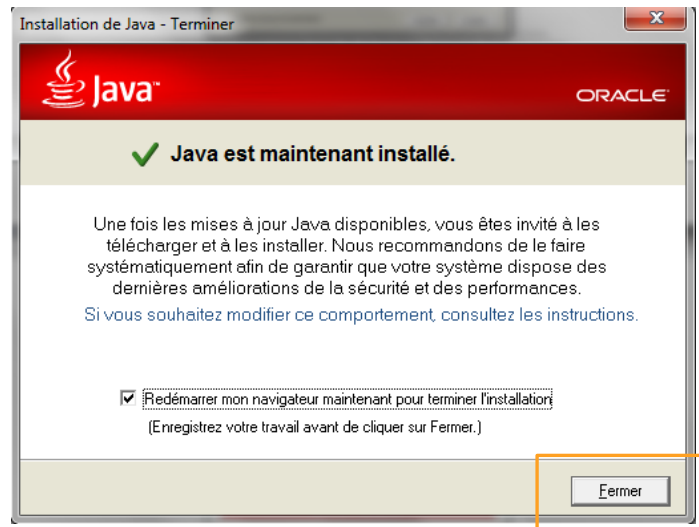 Installation de Java - Terminer
Java™
ORACLE
Java est maintenant installé.
Une fois les mises à jour Java disponibles, vous êtes invité à les
télécharger et à les installer. Nous recommandons de le faire
systématiquement afin de garantir que votre système dispose des
dernières améliorations de la sécurité et des performances.
Si vous souhaitez modifier ce comportement, consultez les instructions.
Redémarrer mon navigateur maintenant pour terminer l'installation
(Enregistrez votre travail avant de cliquer sur Fermer.)
Fermer